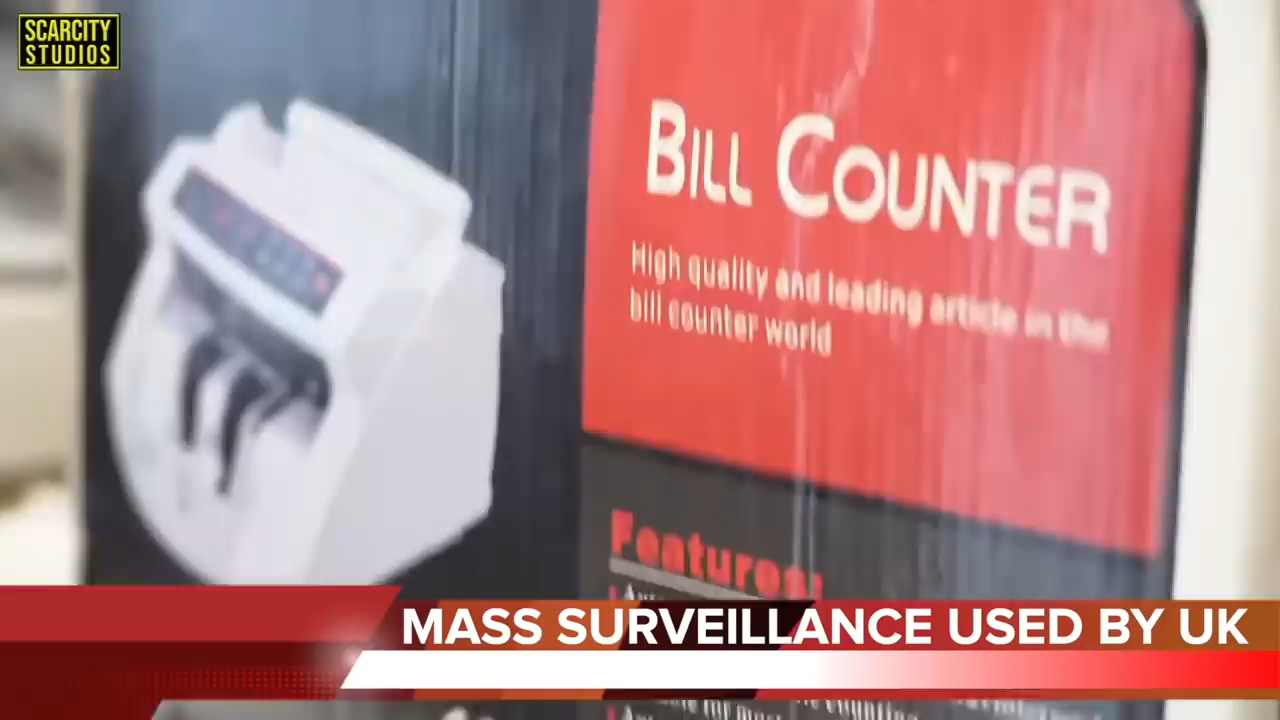 SCARCITY
STUDIOS
BILL COUNTER
High quality and leading article in the
bill counter world
Features:
MASS SURVEILLANCE USED BY UK